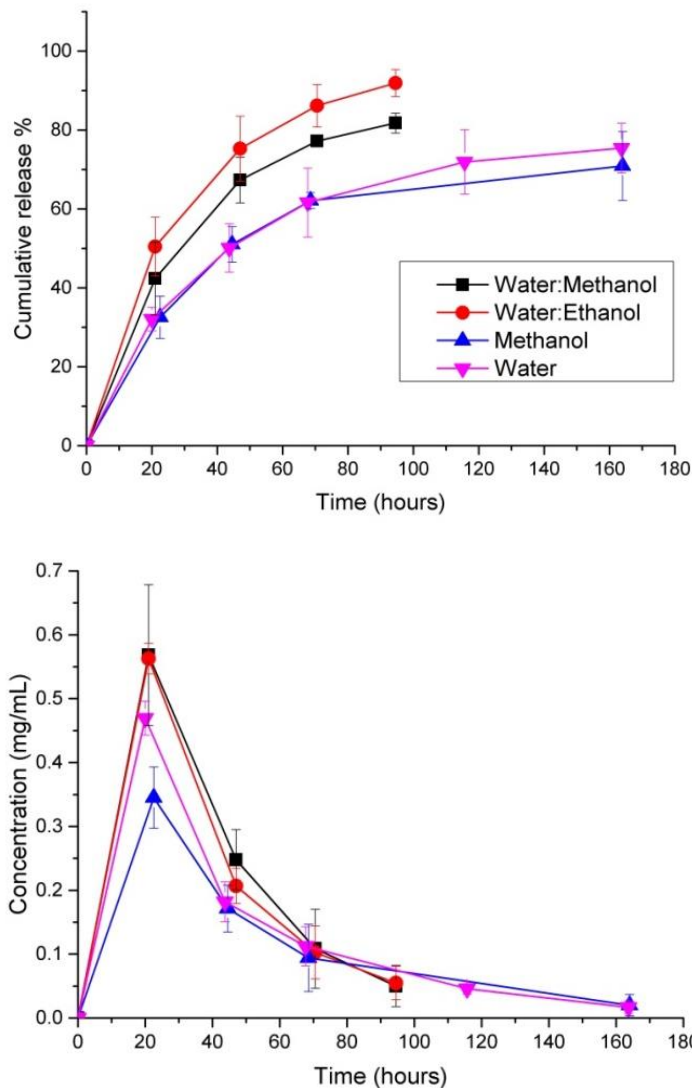 100
80
60
40
20
0
Cumulative release %
Water:Methanol
Water:Ethanol
Methanol
Water
0 20 40 60 80 100 120 140 160 180
Time (hours)
0.7
0.6
0.5
0.4
0.3
0.2
0.1
0.0
Concentration (mg/mL)
0 20 40 60 80 100 120 140 160
Time (hours)